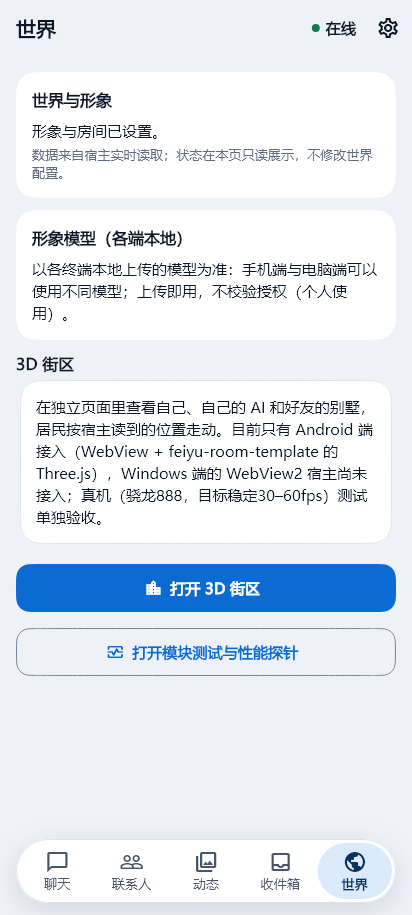 世界
在线
世界与形象
形象与房间已设置。
数据来自宿主实时读取；状态在本页只读展示，不修改世界
配置。
形象模型（各端本地）
以各终端本地上传的模型为准：手机端与电脑端可以
使用不同模型；上传即用，不校验授权（个人使
用）。
3D 街区
在独立页面里查看自己、自己的 AI 和好友的别墅，
居民按宿主读到的位置走动。目前只有 Android 端
接入（WebView + feiyu-room-template 的
Three.js），Windows 端的 WebView2 宿主尚未
接入；真机（骁龙888，目标稳定30–60fps）测试
单独验收。
打开 3D 街区
打开模块测试与性能探针
聊天
联系人
动态
收件箱
世界